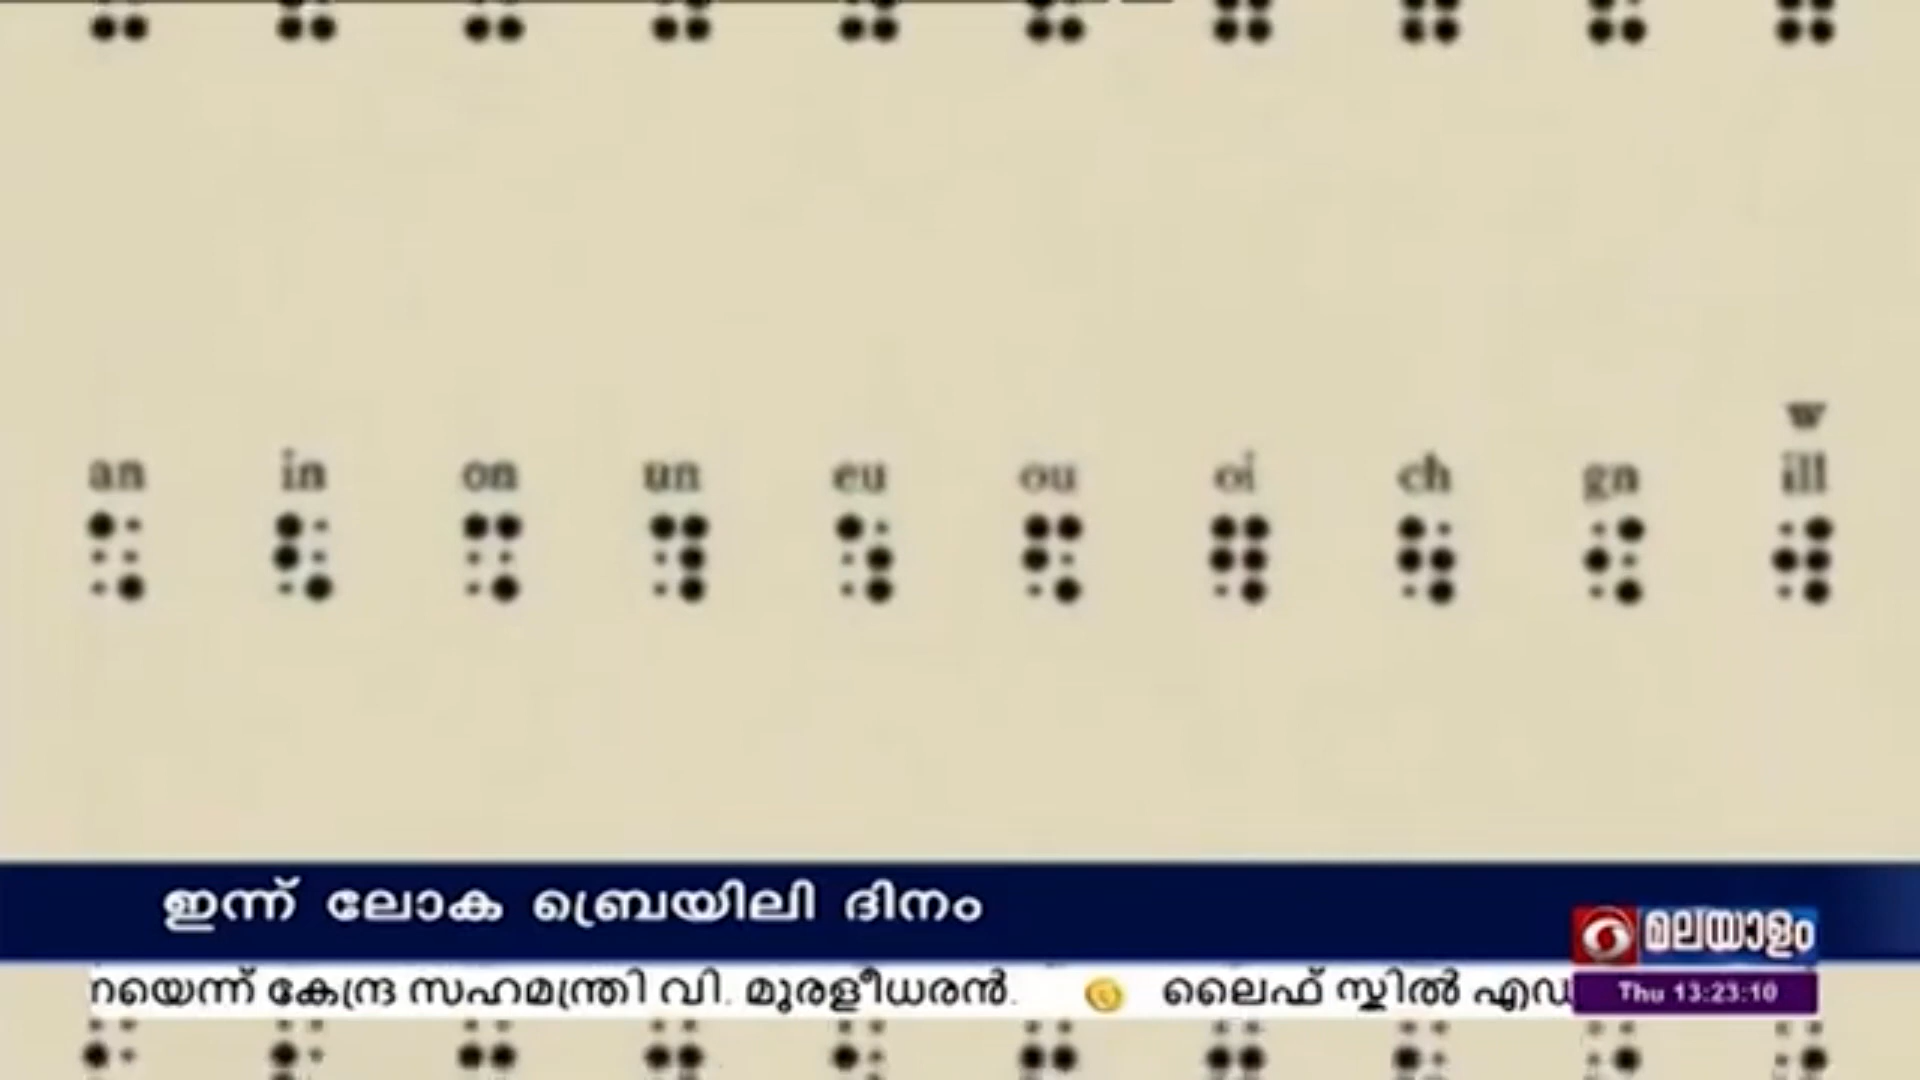 w
an in on un eu ou oi ch gn ill
ഇന്ന് ലോക ബ്രെയിലി ദിനം
മലയാളം
നയെന്ന് കേന്ദ്ര സഹമന്ത്രി വി. മുരളീധരൻ. ലൈഫ് സ്കിൽ എഡ
Thu 13:23:10